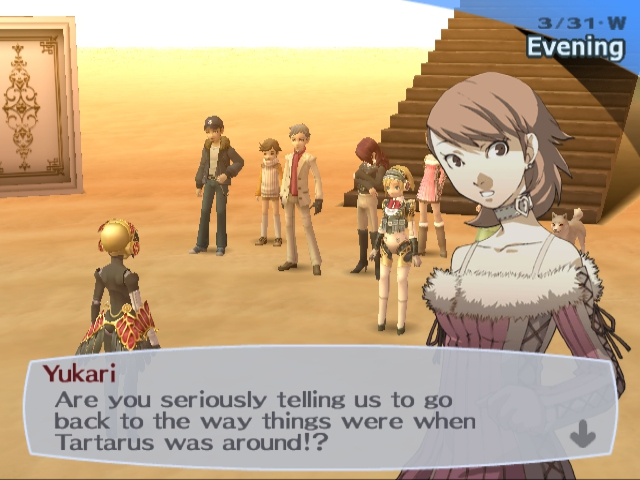 3/31·W
Evening
Yukari
Are you seriously telling us to go
back to the way things were when
Tartarus was around!?